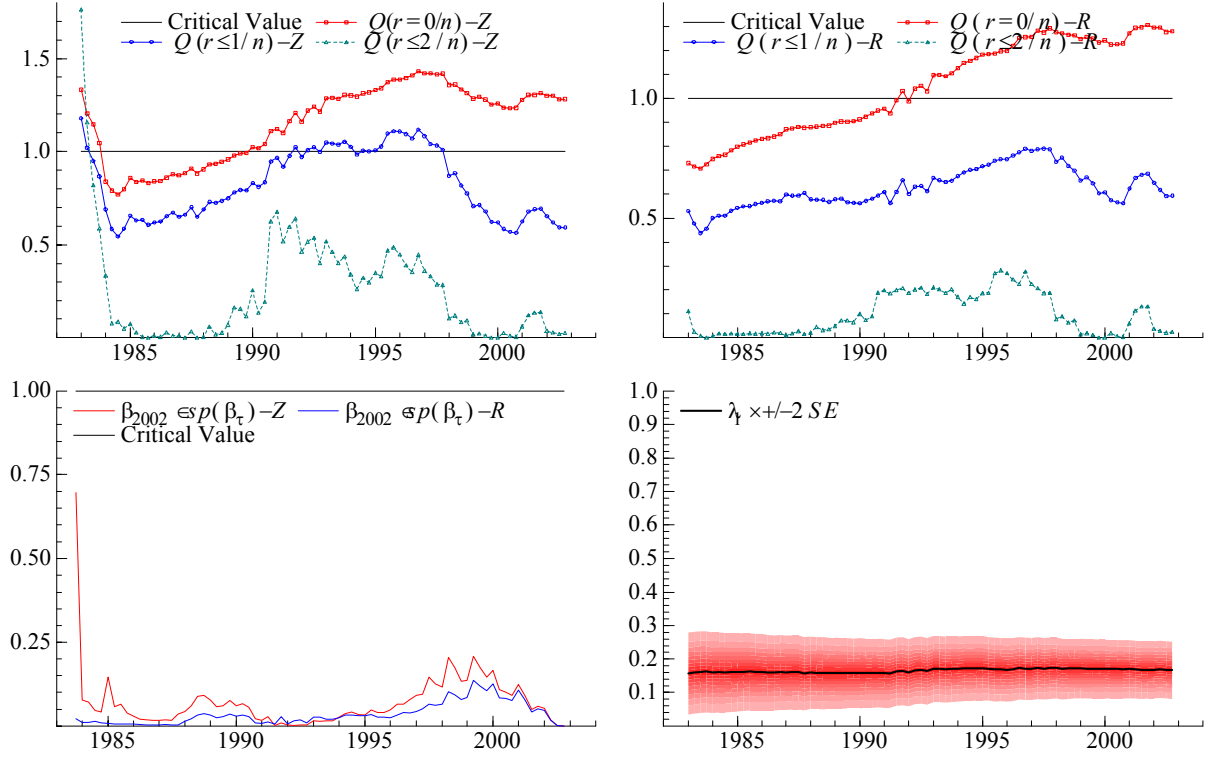 Critical Value Q(r=0/n)–Z
Q(r≤1/n)–Z Q(r≤2/n)–Z
1.5
1.0
0.5
1985 1990 1995 2000
Critical Value Q(r=0/n)–R
Q(r≤1/n)–R Q(r≤2/n)–R
1.0
0.5
1985 1990 1995 2000
1.00
β2002 ∈sp(βτ)–Z β2002 ∈sp(βτ)–R
Critical Value
0.75
0.50
0.25
1985 1990 1995 2000
1.0
λ ×+/–2 SE
0.9
0.8
0.7
0.6
0.5
0.4
0.3
0.2
0.1
1985 1990 1995 2000